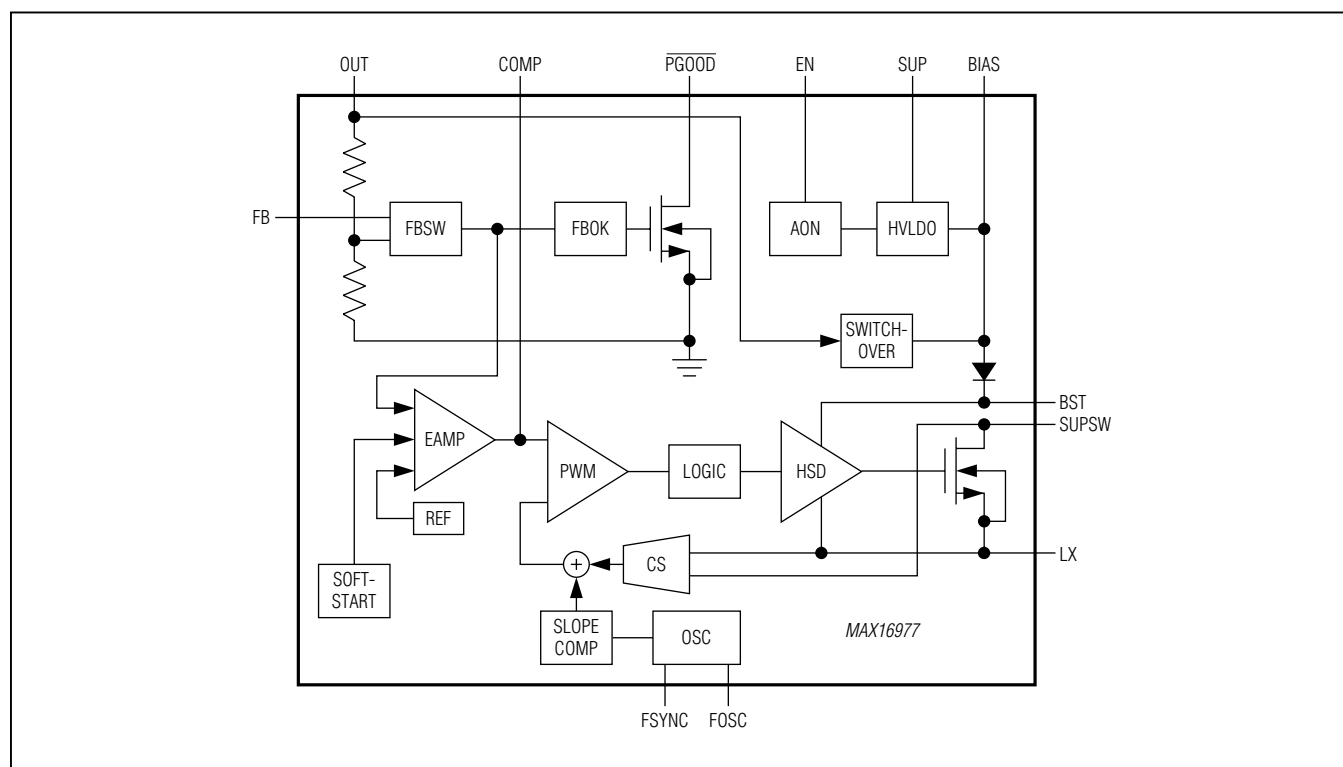 OUT COMP PGOOD EN SUP BIAS
FB FBSW FBOK AON HVLDO
SWITCH-
OVER
BST
SUPSW
EAMP PWM LOGIC HSD
REF
LX
CS
+
SOFT-
START
SLOPE
COMP
OSC
MAX16977
FSYNC FOSC